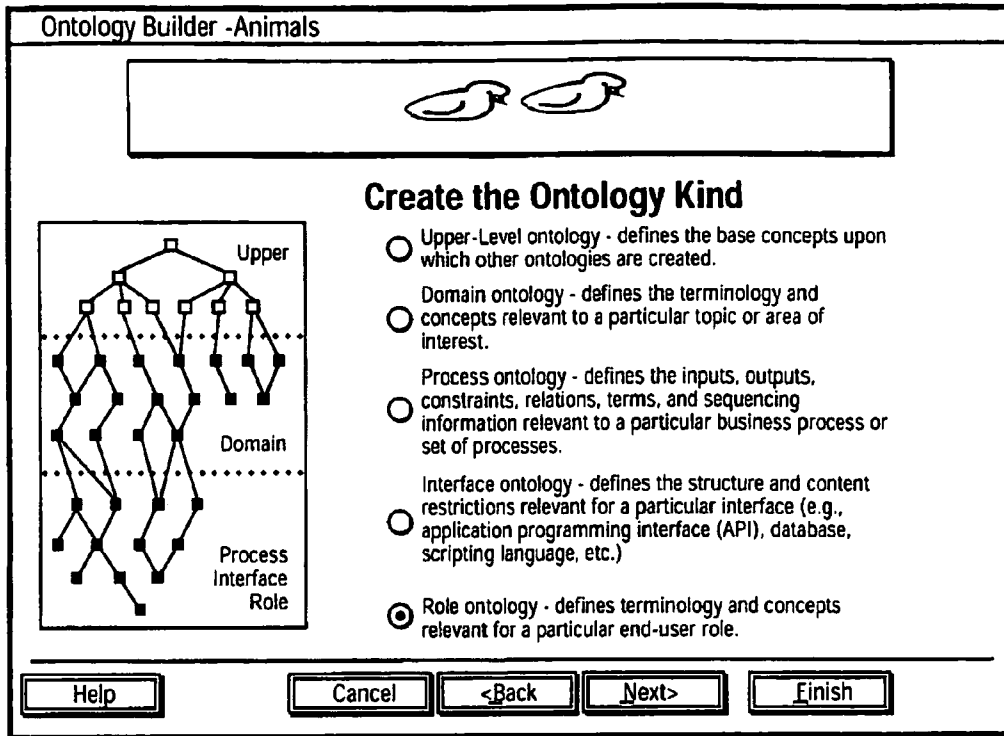 Ontology Builder -Animals
Create the Ontology Kind
Upper
Domain
Process
Interface
Role
Upper-Level ontology - defines the base concepts upon
which other ontologies are created.
Domain ontology - defines the terminology and
concepts relevant to a particular topic or area of
interest.
Process ontology - defines the inputs, outputs,
constraints, relations, terms, and sequencing
information relevant to a particular business process or
set of processes.
Interface ontology - defines the structure and content
restrictions relevant for a particular interface (e.g.,
application programming interface (API), database,
scripting language, etc.)
Role ontology - defines terminology and concepts
relevant for a particular end-user role.
Help
Cancel
<Back
Next>
Finish